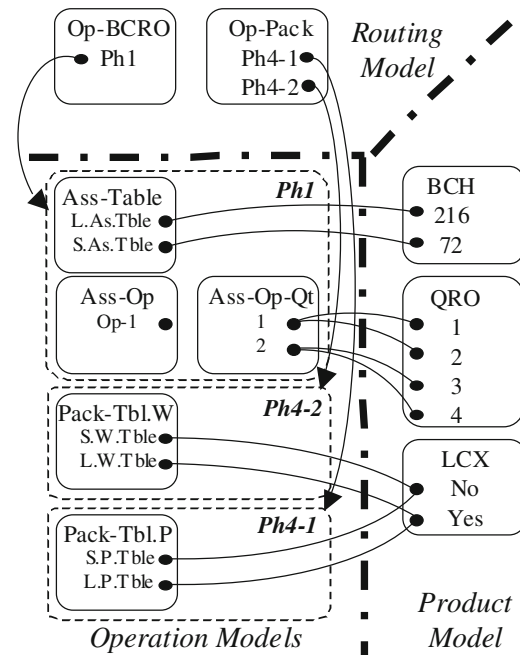 Op-BCRO
Ph1
Op-Pack
Ph4-1
Ph4-2
Routing
Model
Ph1
Ass-Table
L.As.Tble
S.As.Tble
Ass-Op
Op-1
Ass-Op-Qt
1
2
BCH
216
72
QRO
1
2
3
4
Ph4-2
Pack-Tbl.W
S.W.Tble
L.W.Tble
LCX
No
Yes
Ph4-1
Pack-Tbl.P
S.P.Tble
L.P.Tble
Operation Models
Product
Model